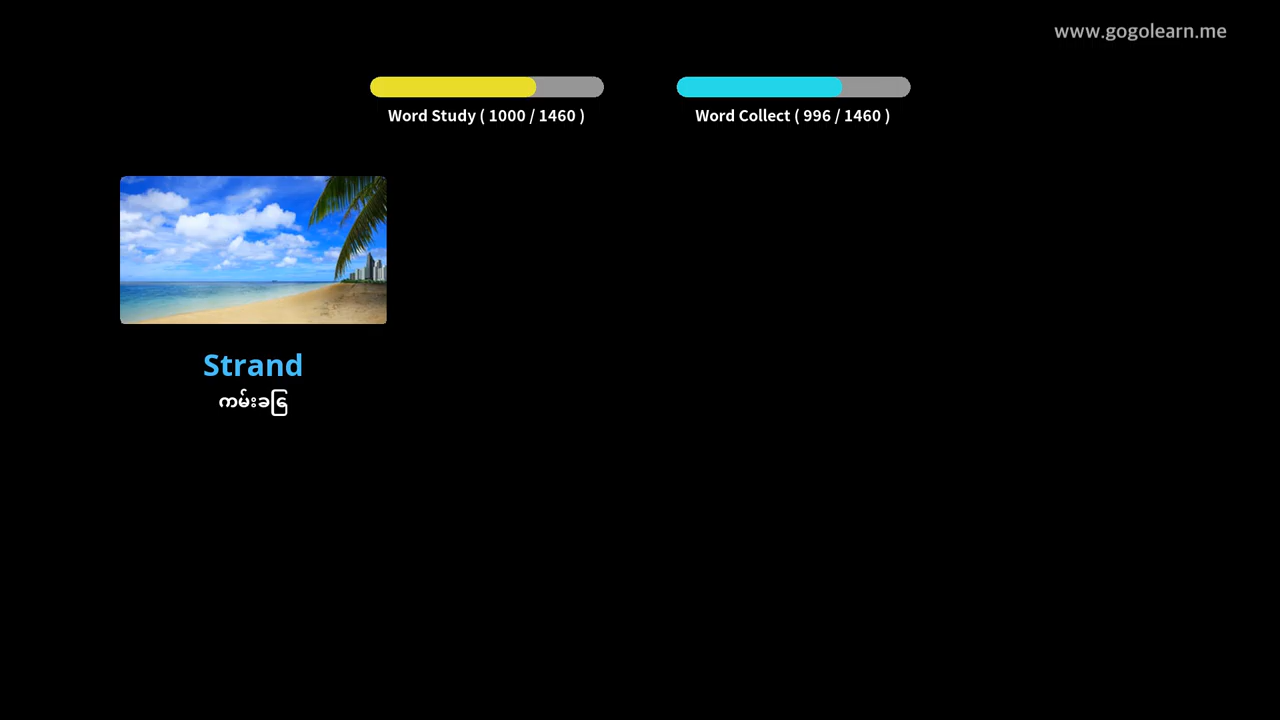 www.gogolearn.me
Word Study ( 1000 / 1460 )
Word Collect ( 996 / 1460 )
Strand
ကမ်းခြေ